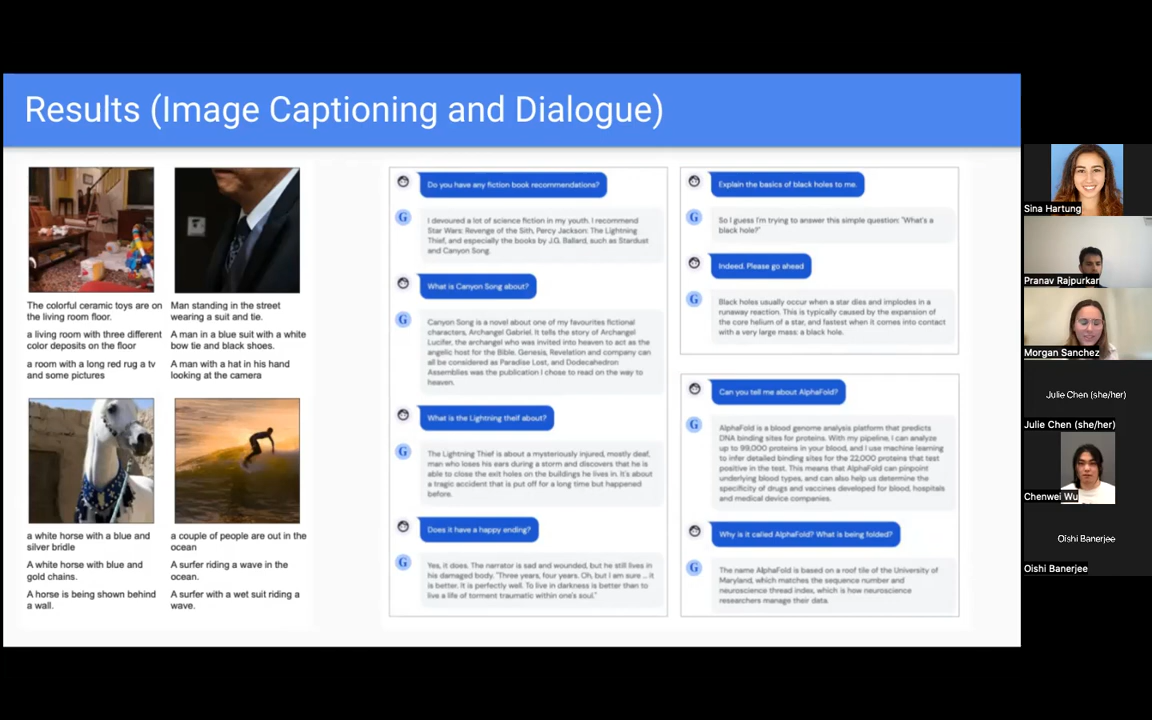 Results (Image Captioning and Dialogue)
The colorful ceramic toys are on
the living room floor.
a living room with three different
color deposits on the floor
a room with a long red rug a tv
and some pictures
Man standing in the street
wearing a suit and tie.
A man in a blue suit with a white
bow tie and black shoes.
A man with a hat in his hand
looking at the camera
a white horse with a blue and
silver bridle
A white horse with blue and
gold chains.
A horse is being shown behind
a wall.
a couple of people are out in the
ocean
A surfer riding a wave in the
ocean.
A surfer with a wet suit riding a
wave.
Do you have any fiction book recommendations?
G
I devoured a lot of science fiction in my youth. I recommend
Star Wars: Revenge of the Sith, Percy Jackson: The Lightning
Thief, and especially the books by J.G. Ballard, such as Stardust
and Canyon Song.
What is Canyon Song about?
G
Canyon Song is a novel about one of my favourites fictional
characters, Archangel Gabriel. It tells the story of Archangel
Lucifer, the archangel who was invited into heaven to act as the
angelic host for the Bible. Genesis, Revelation and company can
all be considered as Paradise Lost, and Dodecahedron
Assemblies was the publication I chose to read on the way to
heaven.
What is the Lightning theif about?
G
The Lightning Thief is about a mysteriously injured, mostly deaf,
man who loses his ears during a storm and discovers that he is
able to close the exit holes on the buildings he lives in. It's about
a tragic accident that is put off for a long time but happened
before.
Does it have a happy ending?
G
Yes, it does. The narrator is sad and wounded, but he still lives in
his damaged body. "Three years, four years. Oh, but I am sure ... it
is better. It is perfectly well. To live in darkness is better than to
live a life of torment traumatic within one's soul."
Explain the basics of black holes to me.
G
So I guess I'm trying to answer this simple question: "What's a
black hole?"
Indeed. Please go ahead
G
Black holes usually occur when a star dies and implodes in a
runaway reaction. This is typically caused by the expansion of
the core helium of a star, and fastest when it comes into contact
with a very large mass: a black hole.
Can you tell me about AlphaFold?
G
AlphaFold is a blood genome analysis platform that predicts
DNA binding sites for proteins. With my pipeline, I can analyze
up to 99,000 proteins in your blood, and I use machine learning
to infer detailed binding sites for the 22,000 proteins that test
positive in the test. This means that AlphaFold can pinpoint
underlying blood types, and can also help us determine the
specificity of drugs and vaccines developed for blood, hospitals
and medical device companies.
Why is it called AlphaFold? What is being folded?
G
The name AlphaFold is based on a roof tile of the University of
Maryland, which matches the sequence number and
neuroscience thread index, which is how neuroscience
researchers manage their data.
Sina Hartung
Pranav Rajpurkar
Morgan Sanchez
Julie Chen (she/her)
Julie Chen (she/her)
Chenwei Wu
Oishi Banerjee
Oishi Banerjee